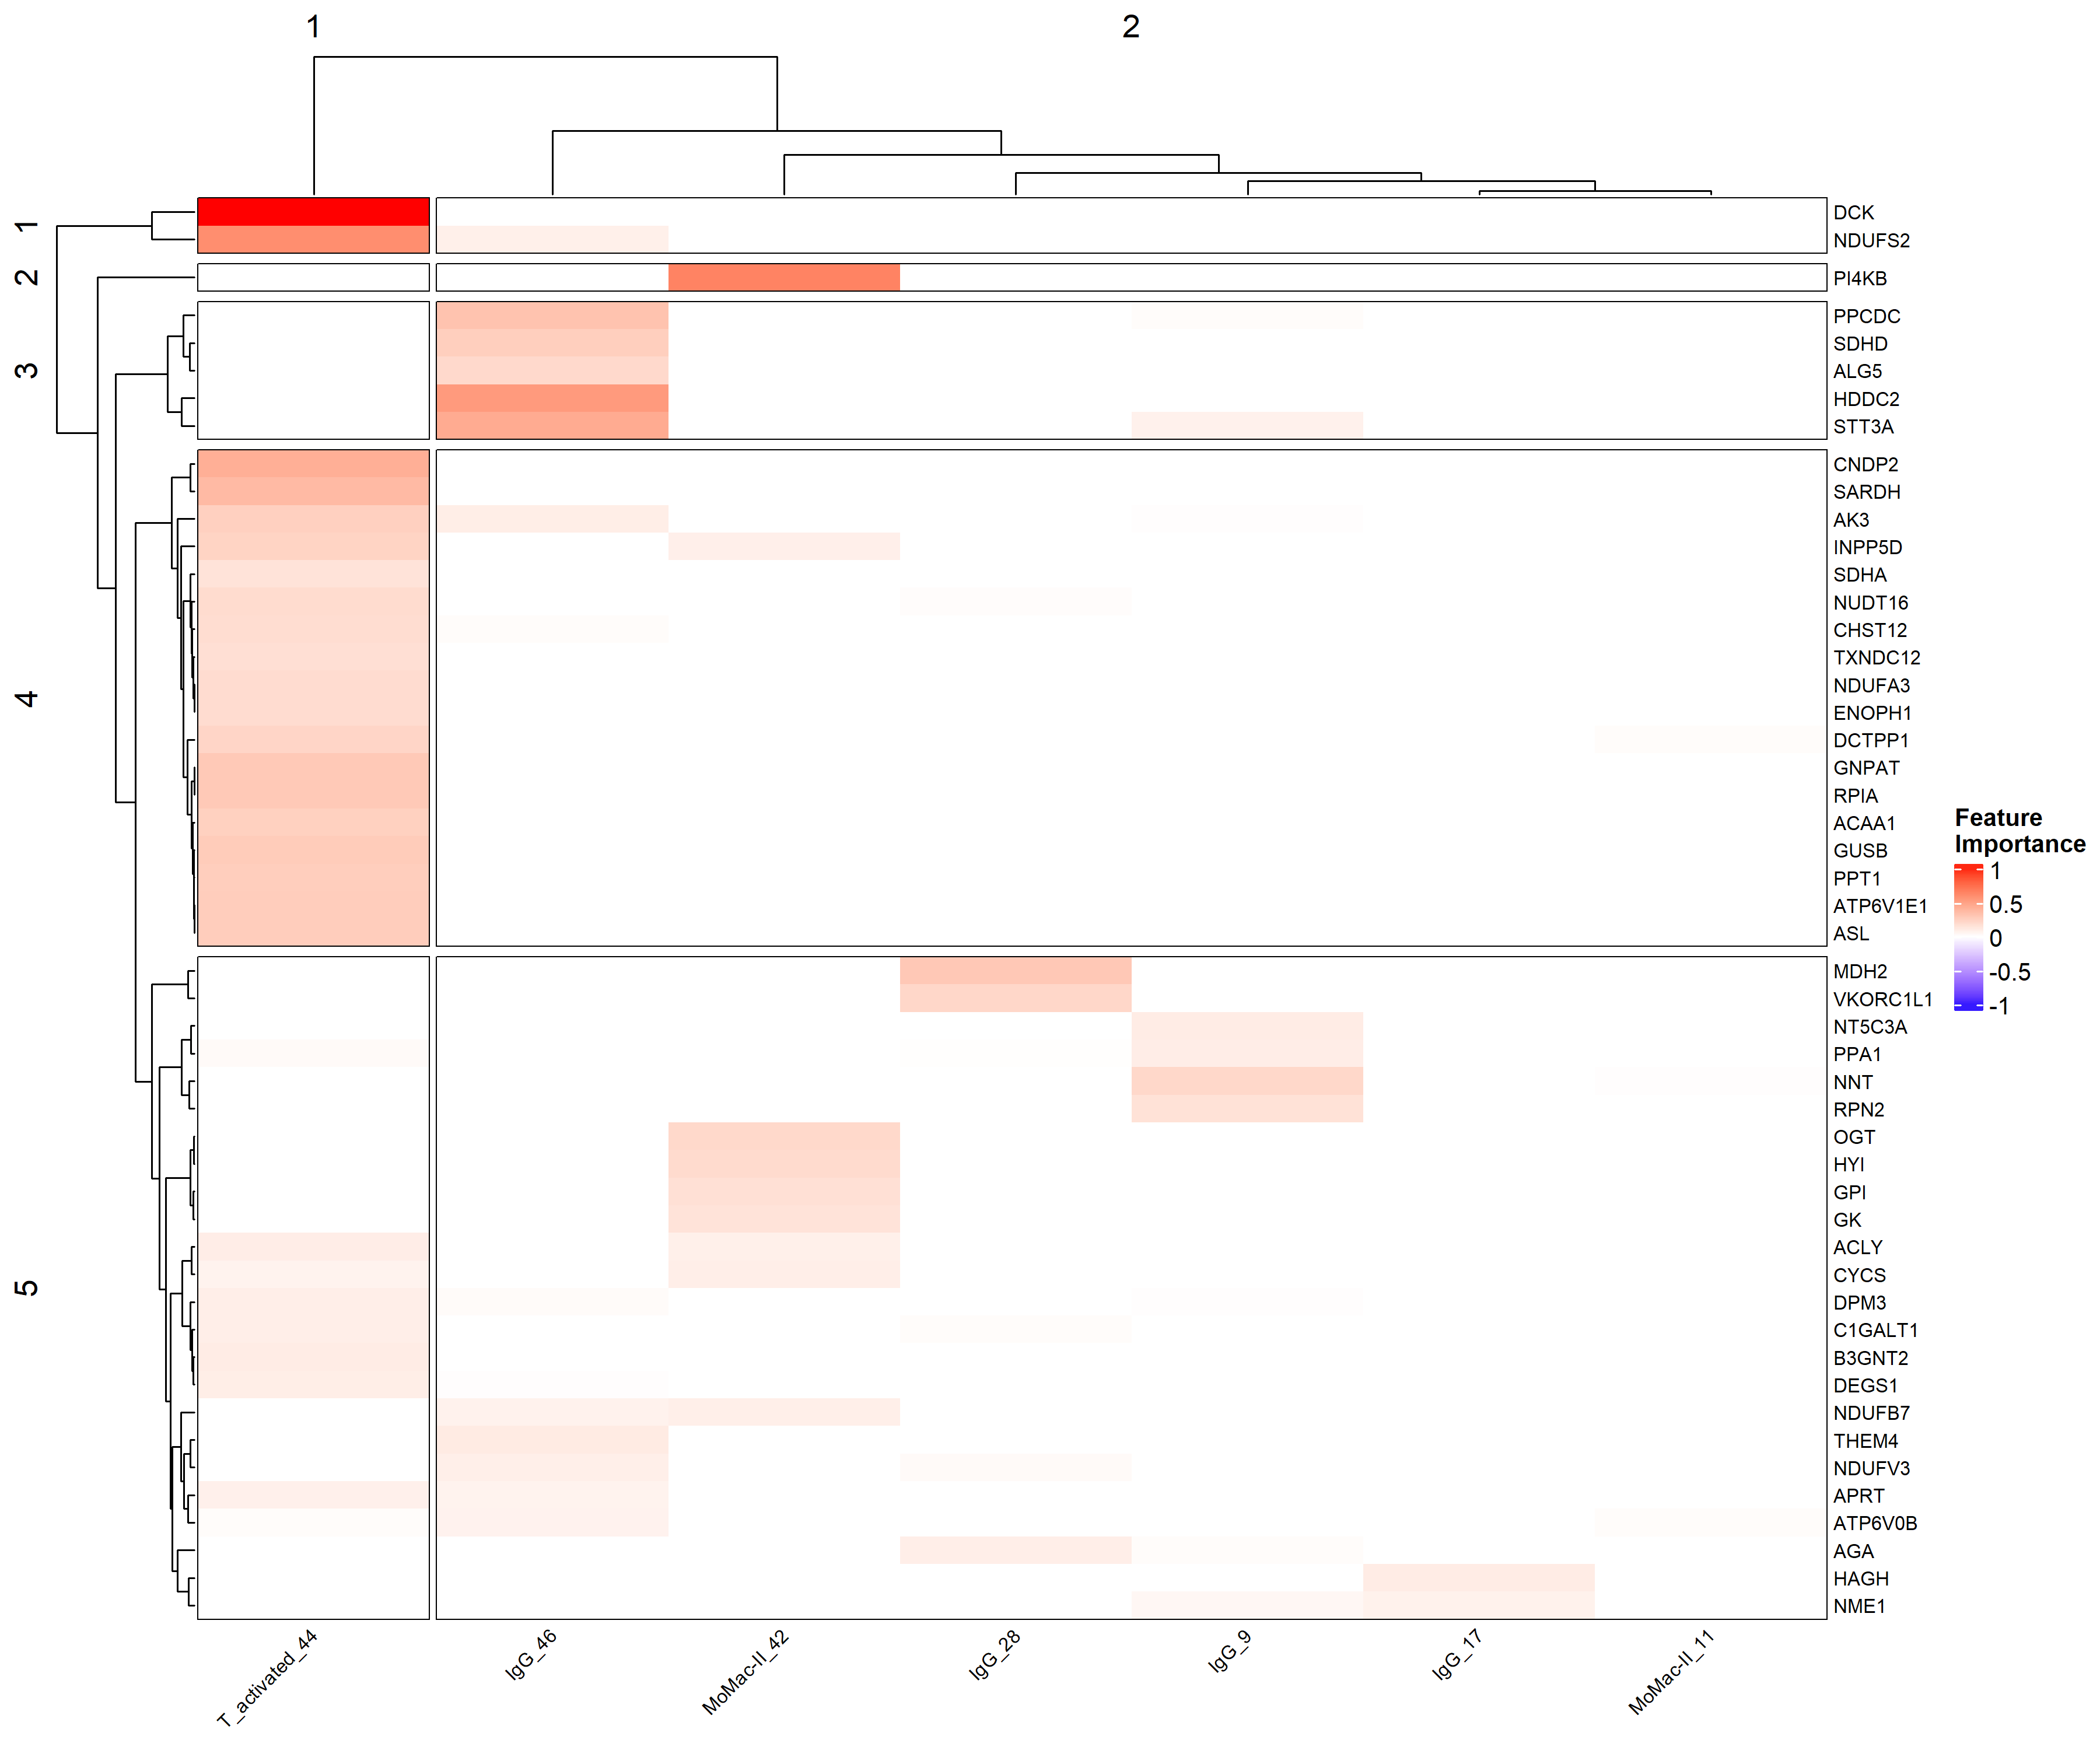 1
2
1
2
3
4
5
DCK
NDUFS2
PI4KB
PPCDC
SDHD
ALG5
HDDC2
STT3A
CNDP2
SARDH
AK3
INPP5D
SDHA
NUDT16
CHST12
TXNDC12
NDUFA3
ENOPH1
DCTPP1
GNPAT
RPIA
ACAA1
GUSB
PPT1
ATP6V1E1
ASL
MDH2
VKORC1L1
NT5C3A
PPA1
NNT
RPN2
OGT
HYI
GPI
GK
ACLY
CYCS
DPM3
C1GALT1
B3GNT2
DEGS1
NDUFB7
THEM4
NDUFV3
APRT
ATP6V0B
AGA
HAGH
NME1
Feature
Importance
1
0.5
0
-0.5
-1
T_activated_44
IgG_46
MoMac-II_42
IgG_28
IgG_9
IgG_17
MoMac-II_11